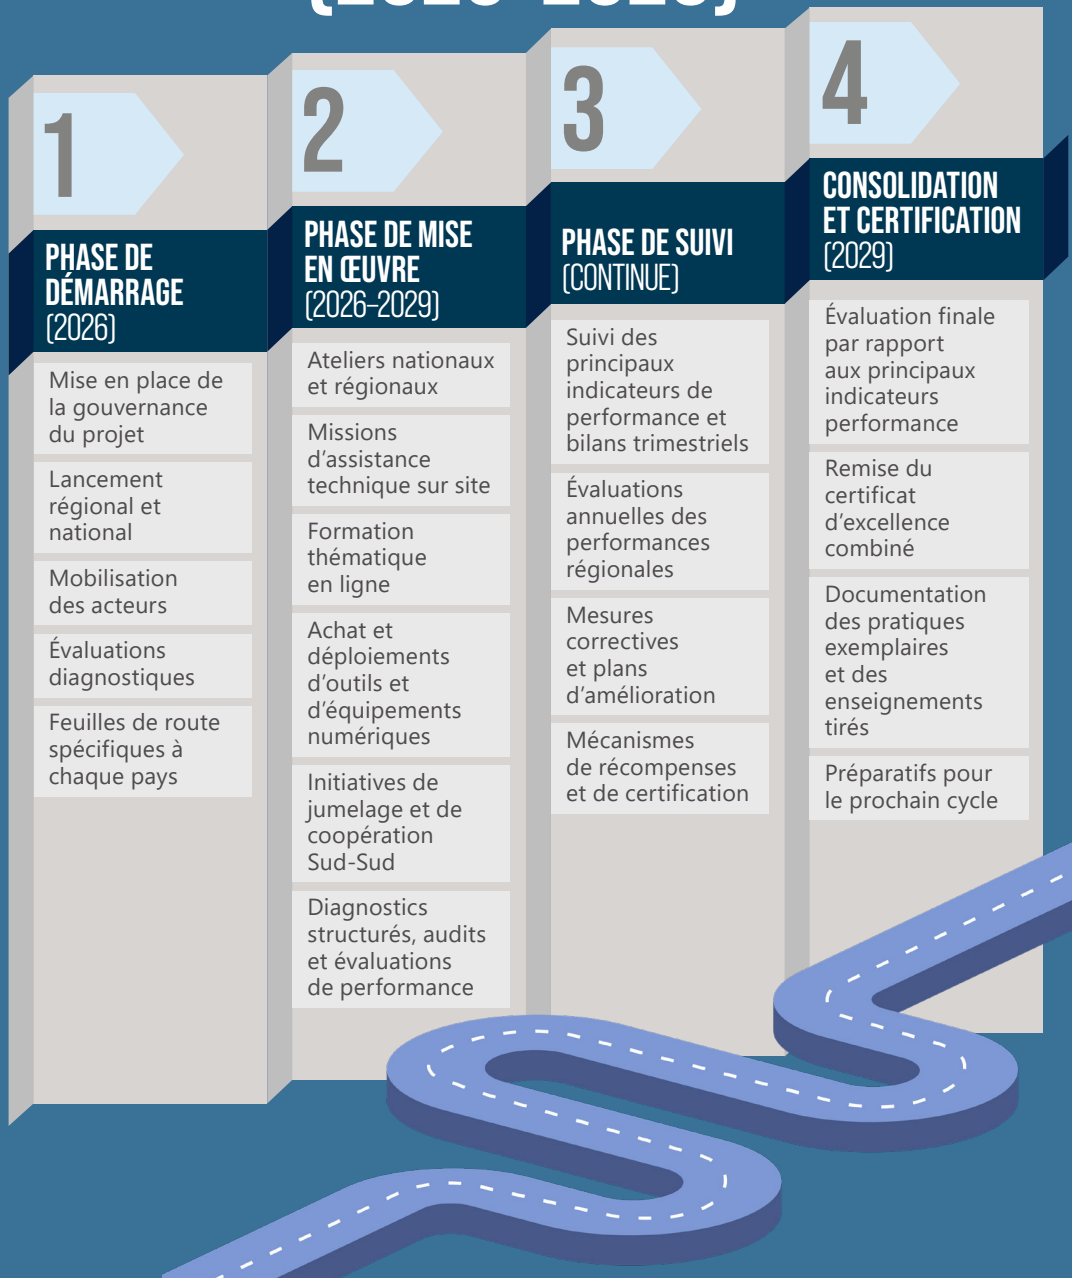 1
PHASE DE
DÉMARRAGE
(2026)
Mise en place de
la gouvernance
du projet
Lancement
régional et
national
Mobilisation
des acteurs
Évaluations
diagnostiques
Feuilles de route
spécifiques à
chaque pays
2
PHASE DE MISE
EN ŒUVRE
(2026–2029)
Ateliers nationaux
et régionaux
Missions
d’assistance
technique sur site
Formation
thématique
en ligne
Achat et
déploiements
d’outils et
d’équipements
numériques
Initiatives de
jumelage et de
coopération
Sud-Sud
Diagnostics
structurés, audits
et évaluations
de performance
3
PHASE DE SUIVI
(CONTINUE)
Suivi des
principaux
indicateurs de
performance et
bilans trimestriels
Évaluations
annuelles des
performances
régionales
Mesures
correctives
et plans
d’amélioration
Mécanismes
de récompenses
et de certification
4
CONSOLIDATION
ET CERTIFICATION
(2029)
Évaluation finale
par rapport
aux principaux
indicateurs
performance
Remise du
certificat
d’excellence
combiné
Documentation
des pratiques
exemplaires
et des
enseignements
tirés
Préparatifs pour
le prochain cycle